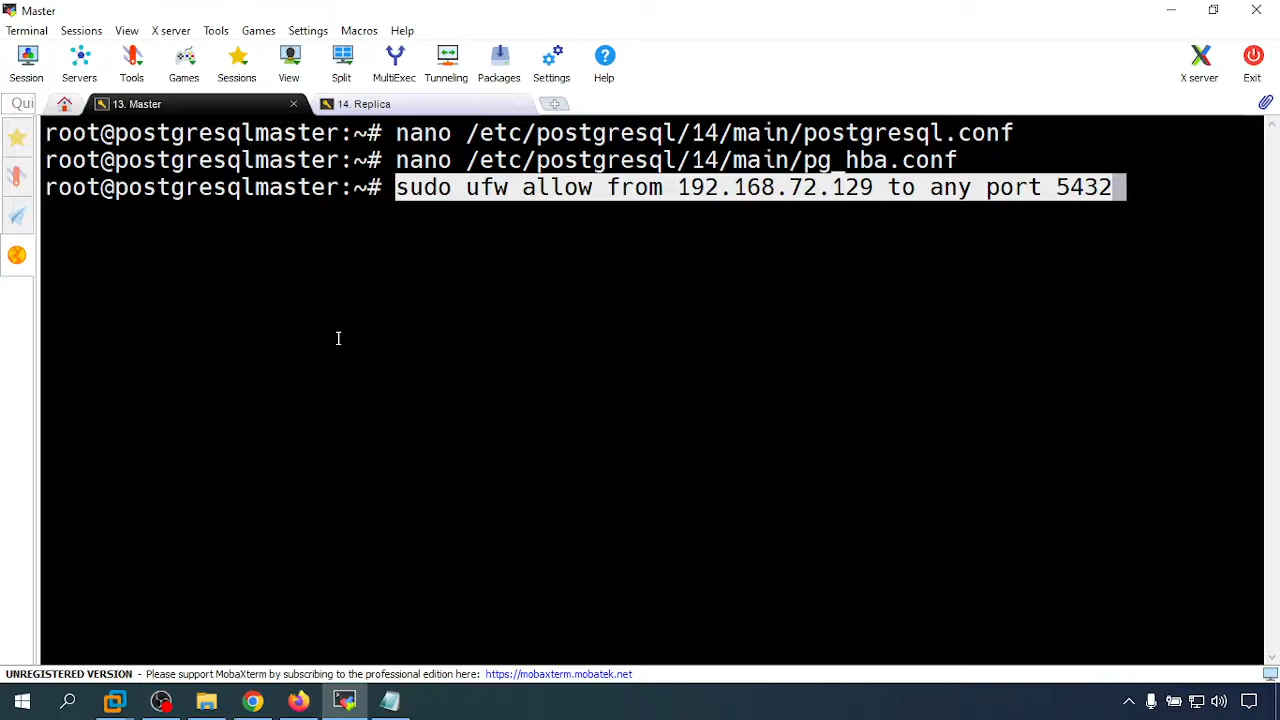 Master
Terminal Sessions View X server Tools Games Settings Macros Help
Session Servers Tools Games Sessions View Split MultiExec Tunneling Packages Settings Help X server Exit
Qui 13. Master 14. Replica
root@postgresqlmaster:~# nano /etc/postgresql/14/main/postgresql.conf
root@postgresqlmaster:~# nano /etc/postgresql/14/main/pg_hba.conf
root@postgresqlmaster:~# sudo ufw allow from 192.168.72.129 to any port 5432
UNREGISTERED VERSION - Please support MobaXterm by subscribing to the professional edition here: https://mobaxterm.mobatek.net